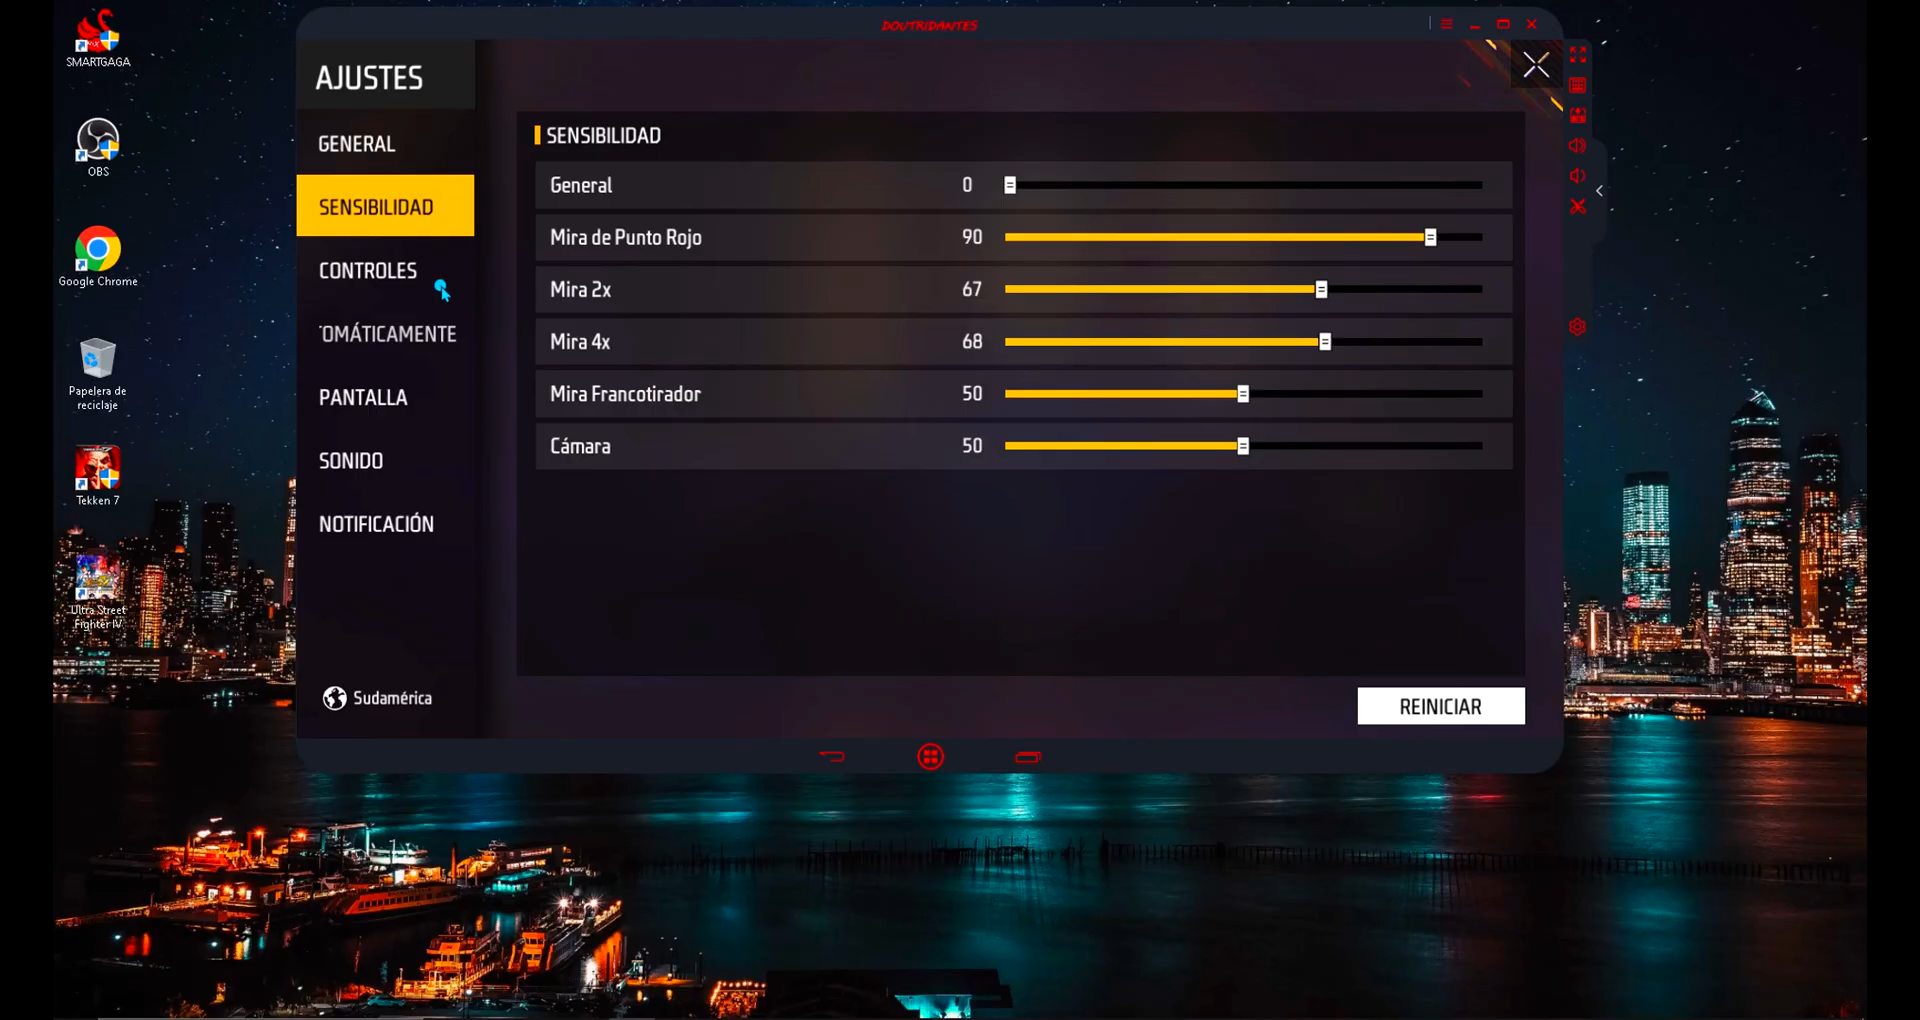 SMARTGAGA
OBS
Google Chrome
Papelera de
reciclaje
Tekken 7
Ultra Street
Fighter IV
DOUTRIDANTES
AJUSTES
GENERAL
SENSIBILIDAD
CONTROLES
TOMÁTICAMENTE
PANTALLA
SONIDO
NOTIFICACIÓN
Sudamérica
SENSIBILIDAD
General 0
Mira de Punto Rojo 90
Mira 2x 67
Mira 4x 68
Mira Francotirador 50
Cámara 50
REINICIAR